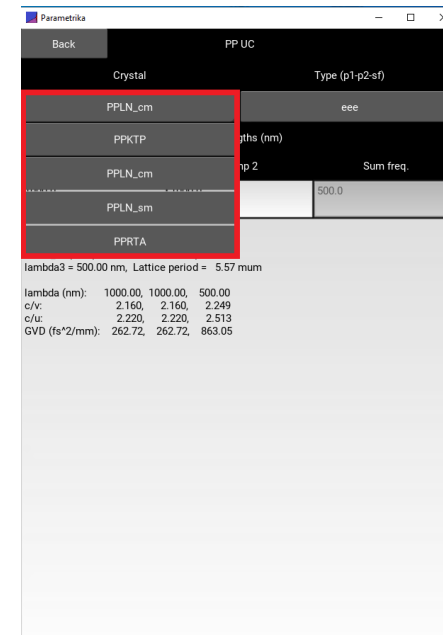 Parametrika
Back PP UC
Crystal Type (p1-p2-sf)
PPLN_cm eee
PPKTP gths (nm)
PPLN_cm np 2 Sum freq.
500.0
PPLN_sm
PPRTA
lambda3 = 500.00 nm, Lattice period = 5.57 mum
lambda (nm): 1000.00, 1000.00, 500.00
c/v: 2.160, 2.160, 2.249
c/u: 2.220, 2.220, 2.513
GVD (fs^2/mm): 262.72, 262.72, 863.05